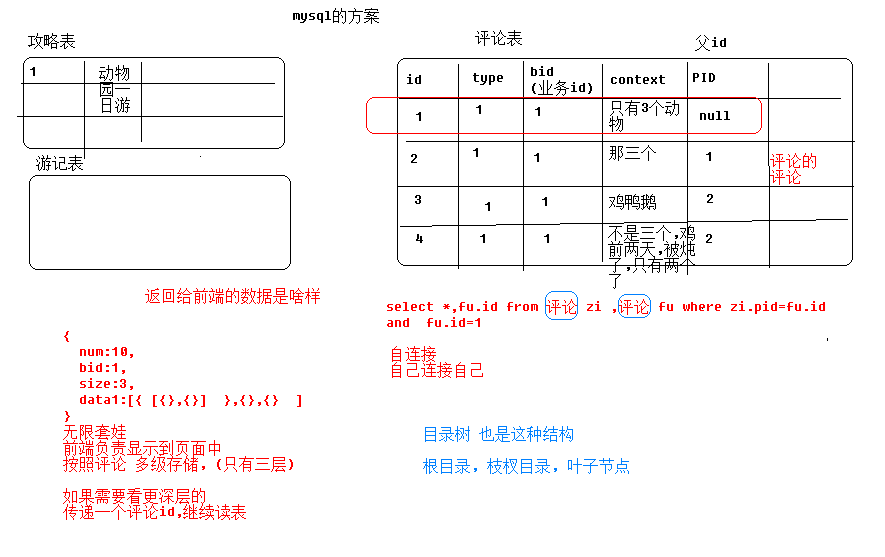 mysql的方案
攻略表
1
动物
园一
日游
游记表
评论表
父id
id
type
bid
(业务id)
context
PID
1
1
1
只有3个动
物
null
2
1
1
那三个
1
评论的
评论
3
1
1
鸡鸭鹅
2
4
1
1
不是三个,鸡
前两天,被炖
了,只有两个
了
2
返回给前端的数据是啥样
{
num:10,
bid:1,
size:3,
data1:[{ [{},{}]  },{},{}  ]
}
无限套娃
前端负责显示到页面中
按照评论 多级存储，(只有三层)
如果需要看更深层的
传递一个评论id,继续读表
select *,fu.id from 评论 zi ,评论 fu where zi.pid=fu.id
and  fu.id=1
自连接
自己连接自己
目录树 也是这种结构
根目录，枝杈目录，叶子节点